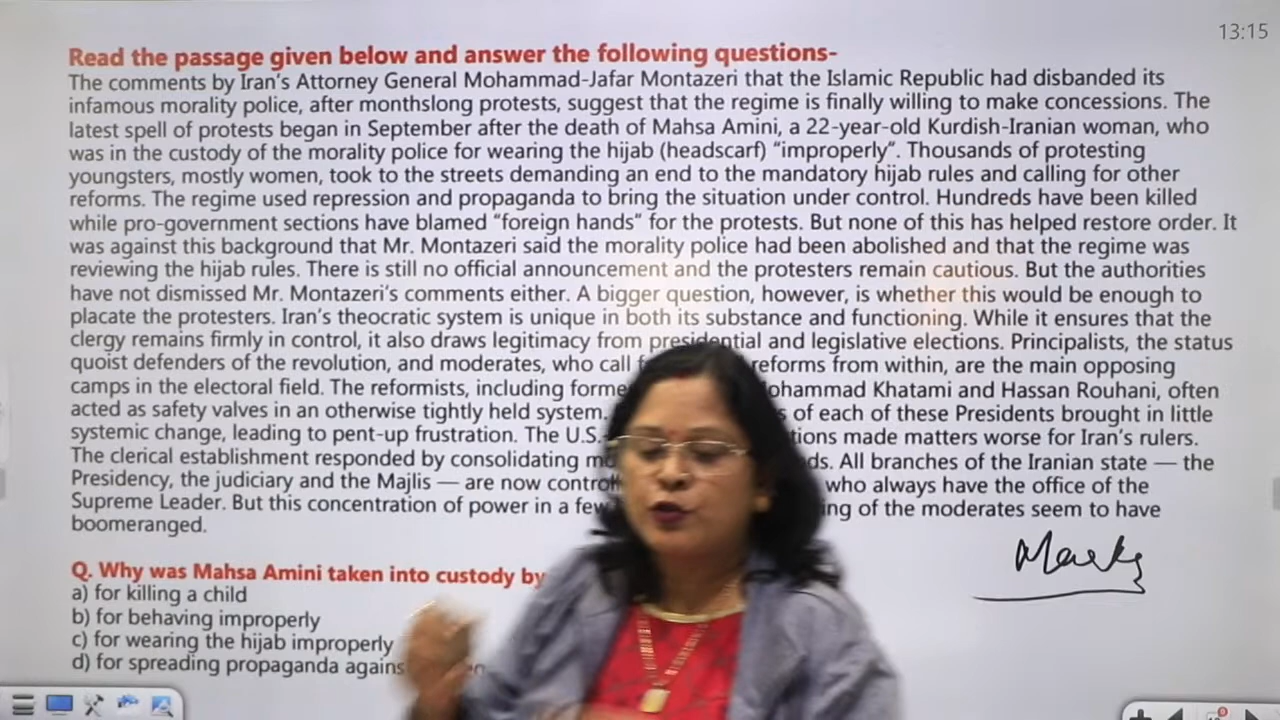 13:15
Read the passage given below and answer the following questions-
The comments by Iran's Attorney General Mohammad-Jafar Montazeri that the Islamic Republic had disbanded its
infamous morality police, after monthslong protests, suggest that the regime is finally willing to make concessions. The
latest spell of protests began in September after the death of Mahsa Amini, a 22-year-old Kurdish-Iranian woman, who
was in the custody of the morality police for wearing the hijab (headscarf) "improperly". Thousands of protesting
youngsters, mostly women, took to the streets demanding an end to the mandatory hijab rules and calling for other
reforms. The regime used repression and propaganda to bring the situation under control. Hundreds have been killed
while pro-government sections have blamed "foreign hands" for the protests. But none of this has helped restore order. It
was against this background that Mr. Montazeri said the morality police had been abolished and that the regime was
reviewing the hijab rules. There is still no official announcement and the protesters remain cautious. But the authorities
have not dismissed Mr. Montazeri's comments either. A bigger question, however, is whether this would be enough to
placate the protesters. Iran's theocratic system is unique in both its substance and functioning. While it ensures that the
clergy remains firmly in control, it also draws legitimacy from presidential and legislative elections. Principalists, the status
quoist defenders of the revolution, and moderates, who call reforms from within, are the main opposing
camps in the electoral field. The reformists, including Mohammad Khatami and Hassan Rouhani, often
acted as safety valves in an otherwise tightly held system. of each of these Presidents brought in little
systemic change, leading to pent-up frustration. The U.S. made matters worse for Iran's rulers.
The clerical establishment responded by consolidating All branches of the Iranian state — the
Presidency, the judiciary and the Majlis — are now who always have the office of the
Supreme Leader. But this concentration of power in a few of the moderates seem to have
boomeranged.
Marks
Q. Why was Mahsa Amini taken into custody by
a) for killing a child
b) for behaving improperly
c) for wearing the hijab improperly
d) for spreading propaganda